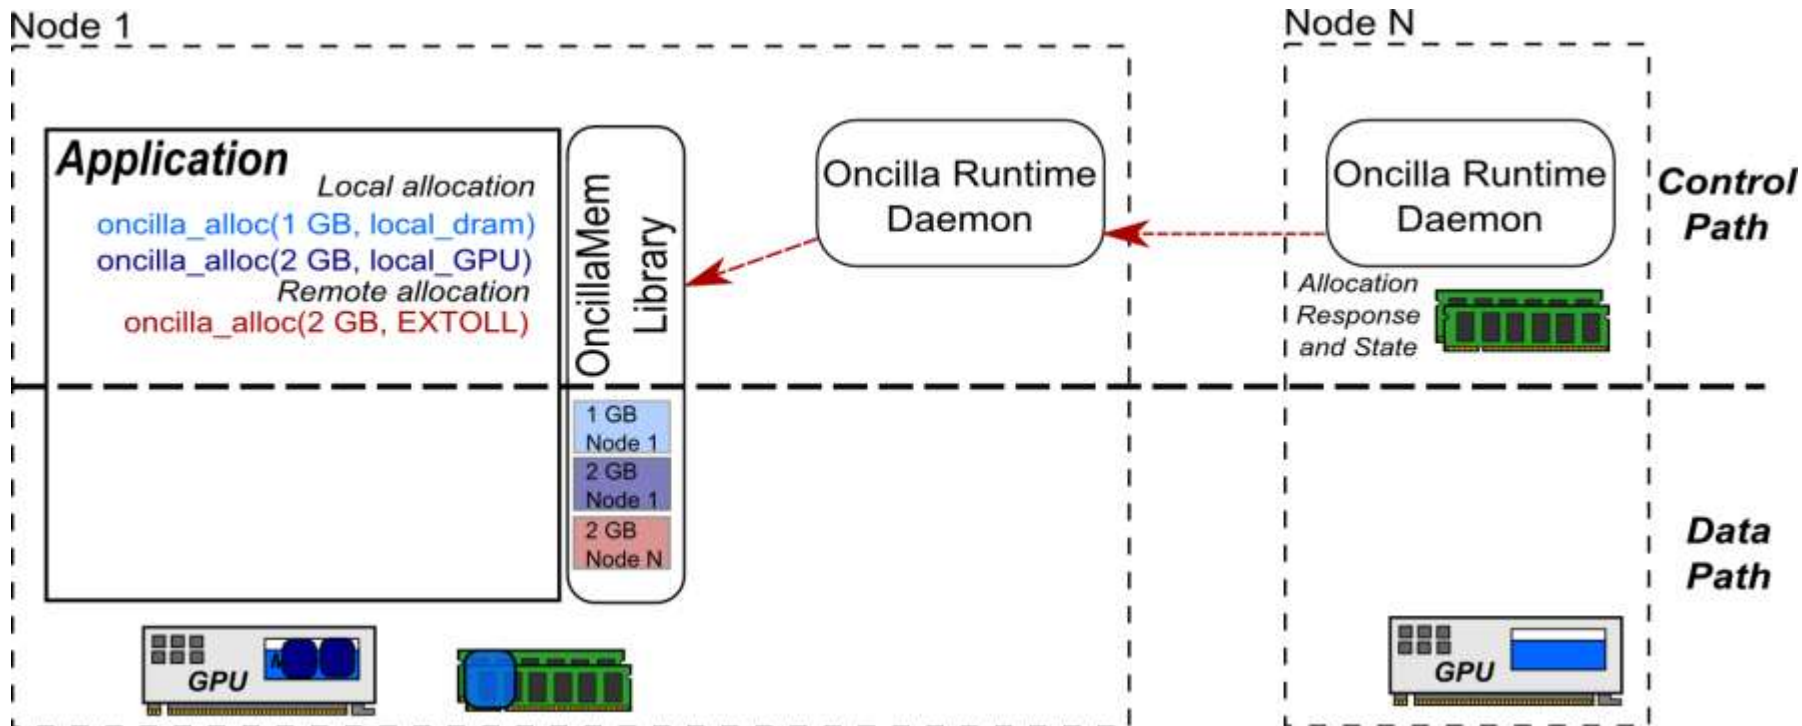 Node 1
Node N
Application
Local allocation
oncilla_alloc(1 GB, local_dram)
oncilla_alloc(2 GB, local_GPU)
Remote allocation
oncilla_alloc(2 GB, EXTOLL)
OncillaMem
Library
Oncilla Runtime
Daemon
Oncilla Runtime
Daemon
Control
Path
Allocation
Response
and State
1 GB
Node 1
2 GB
Node 1
2 GB
Node N
Data
Path
GPU
GPU